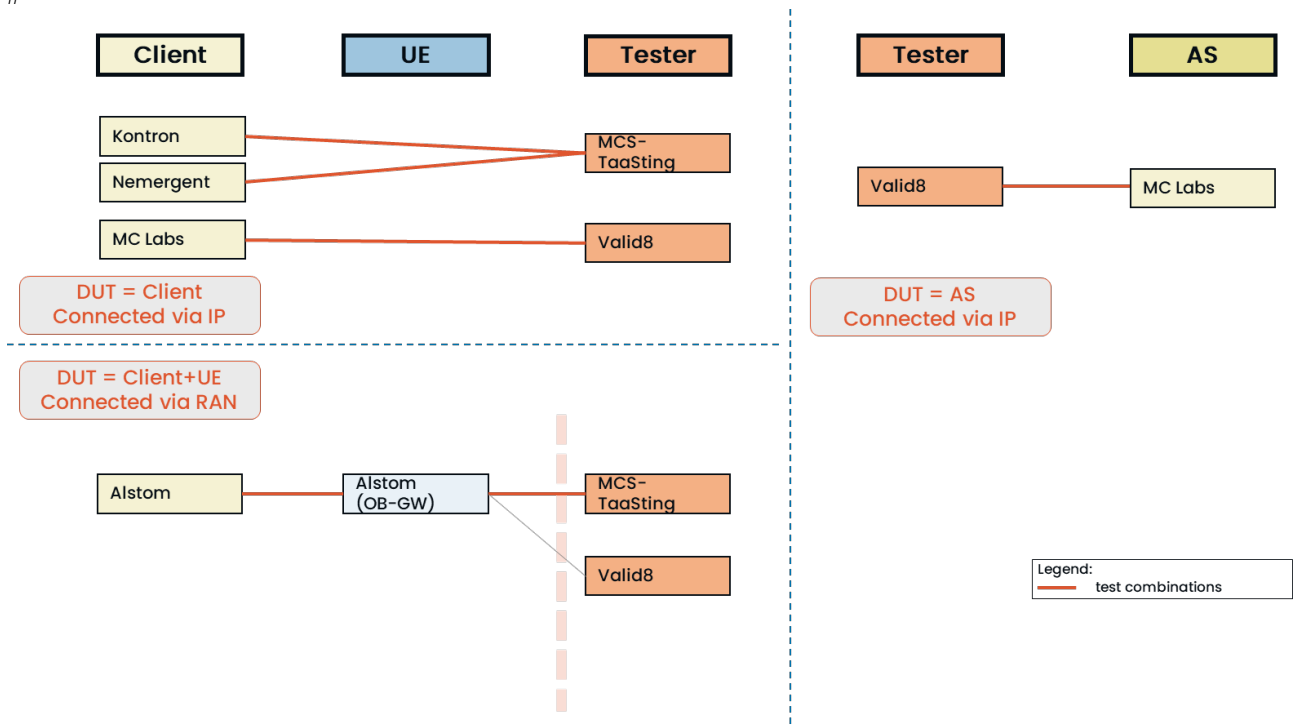 Client
UE
Tester
Tester
AS
Kontron
Nemergent
MC Labs
MCS-
TaaSting
Valid8
Valid8
MC Labs
DUT = Client
Connected via IP
DUT = AS
Connected via IP
DUT = Client+UE
Connected via RAN
Alstom
Alstom
(OB-GW)
MCS-
TaaSting
Valid8
Legend:
test combinations